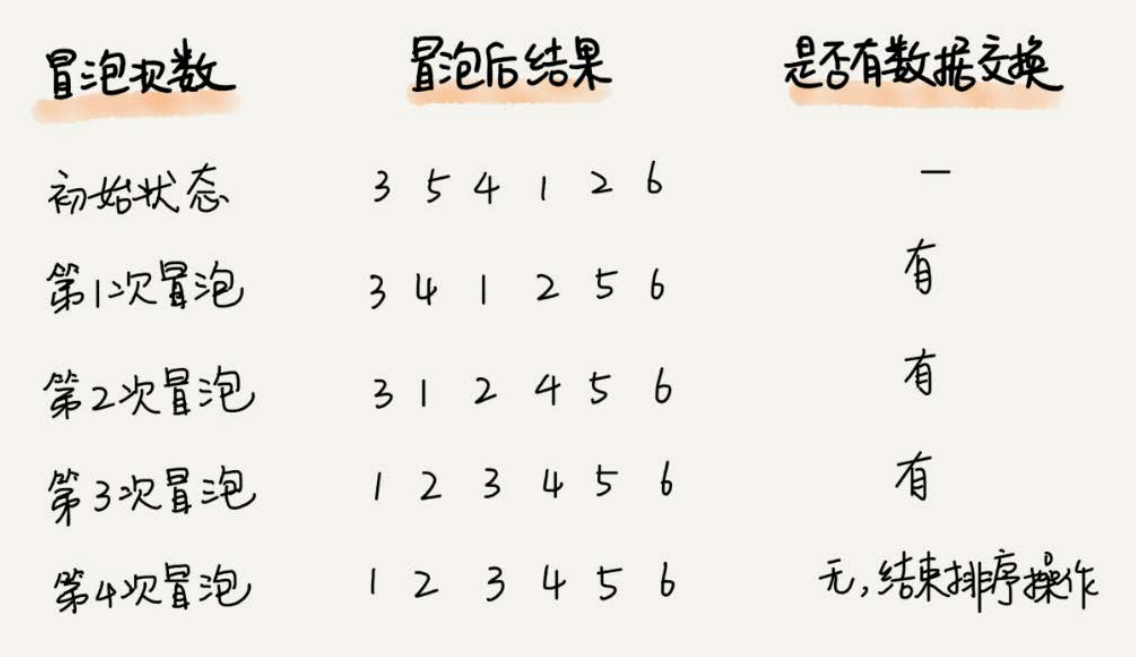 冒泡次数 冒泡后结果 是否有数据交换
初始状态 3 5 4 1 2 6 —
第1次冒泡 3 4 1 2 5 6 有
第2次冒泡 3 1 2 4 5 6 有
第3次冒泡 1 2 3 4 5 6 有
第4次冒泡 1 2 3 4 5 6 无,结束排序操作